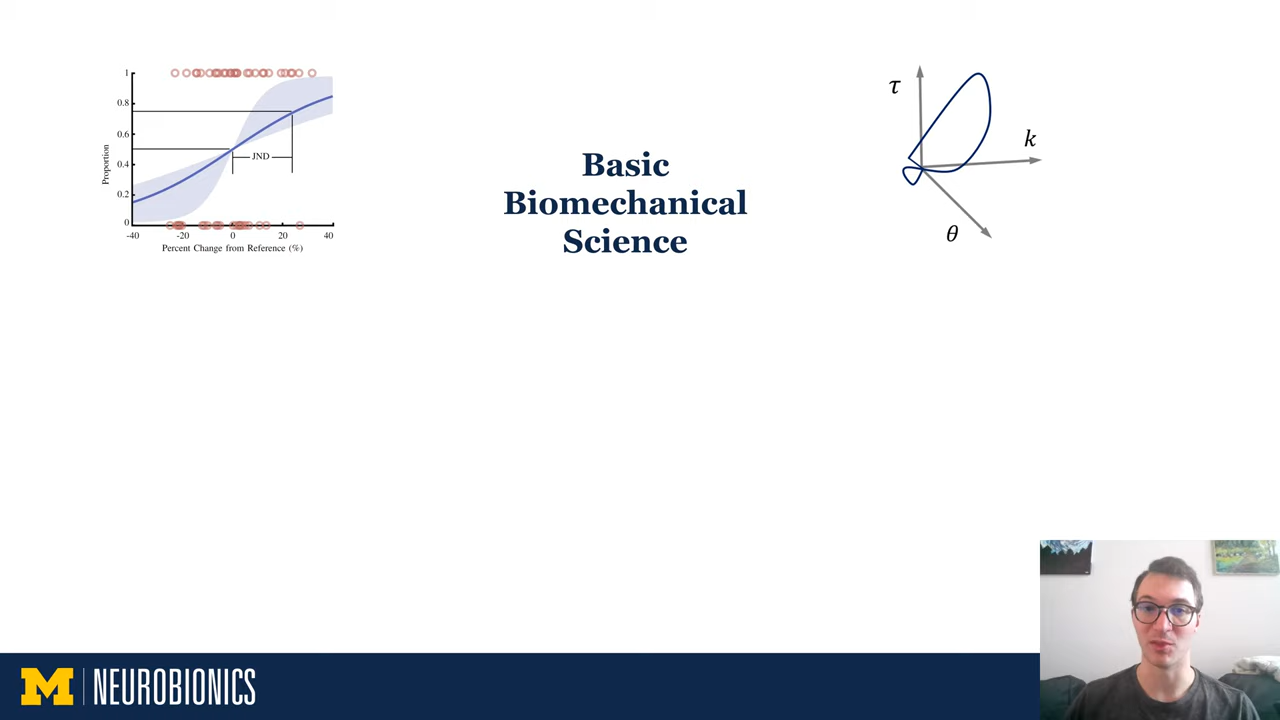 1
0.8
0.6
0.4
0.2
0
Proportion
JND
-40 -20 0 20 40
Percent Change from Reference (%)
Basic
Biomechanical
Science
τ
k
θ
M NEUROBIONICS